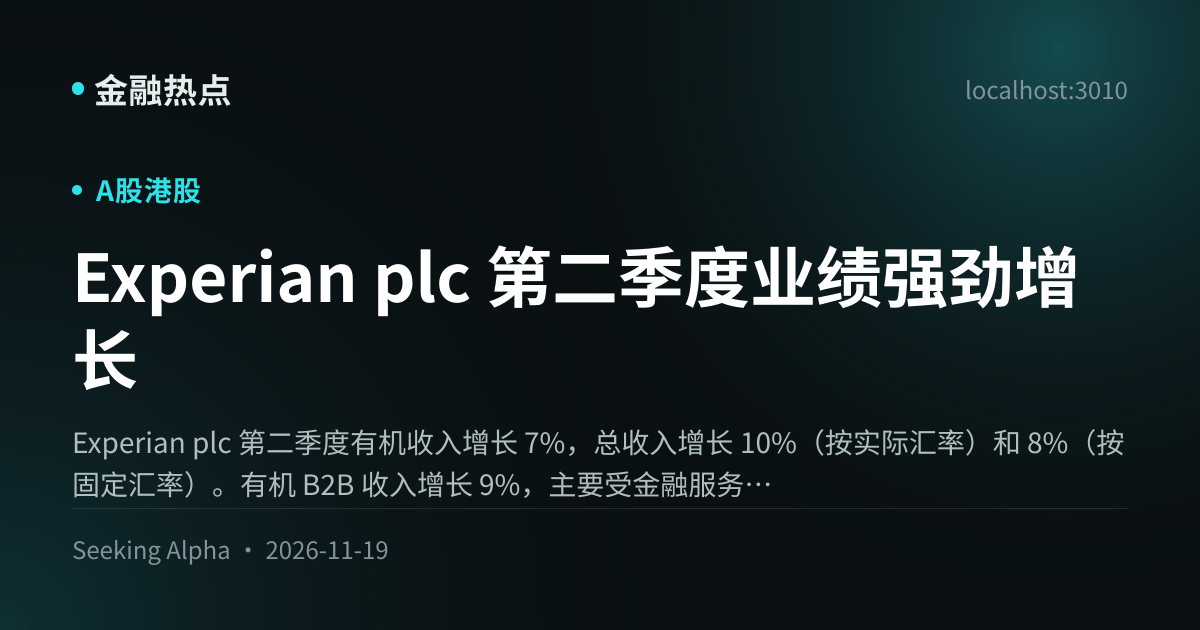 金融热点
localhost:3010
A股港股
Experian plc 第二季度业绩强劲增
长
Experian plc 第二季度有机收入增长 7%，总收入增长 10%（按实际汇率）和 8%（按
固定汇率）。有机 B2B 收入增长 9%，主要受金融服务…
Seeking Alpha • 2026-11-19